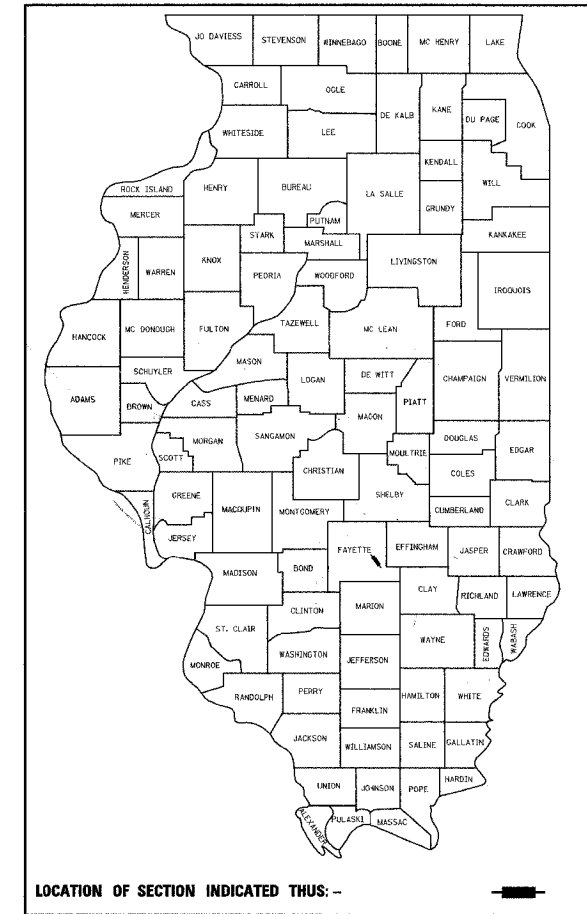 JO DAVIESS STEVENSON WINNEBAGO BOONE MC HENRY LAKE
CARROLL OGLE DE KALB KANE DU PAGE COOK
WHITESIDE LEE KENDALL WILL
ROCK ISLAND HENRY BUREAU LA SALLE GRUNDY
MERCER PUTNAM KANKAKEE
STARK MARSHALL
HENDERSON WARREN KNOX PEORIA WOODFORD LIVINGSTON IROQUOIS
HANCOCK MC DONOUGH FULTON TAZEWELL MC LEAN FORD
SCHUYLER MASON LOGAN DE WITT CHAMPAIGN VERMILION
ADAMS BROWN CASS MENARD MACON PIATT
PIKE SCOTT MORGAN SANGAMON MOULTRIE DOUGLAS EDGAR
CHRISTIAN COLES
CALHOUN GREENE MACOUPIN MONTGOMERY SHELBY CUMBERLAND CLARK
JERSEY FAYETTE EFFINGHAM JASPER CRAWFORD
MADISON BOND
CLINTON MARION CLAY RICHLAND LAWRENCE
ST. CLAIR WAYNE EDWARDS WABASH
MONROE WASHINGTON JEFFERSON
RANDOLPH PERRY HAMILTON WHITE
FRANKLIN
JACKSON WILLIAMSON SALINE GALLATIN
UNION JOHNSON POPE HARDIN
ALEXANDER PULASKI MASSAC
LOCATION OF SECTION INDICATED THUS: -